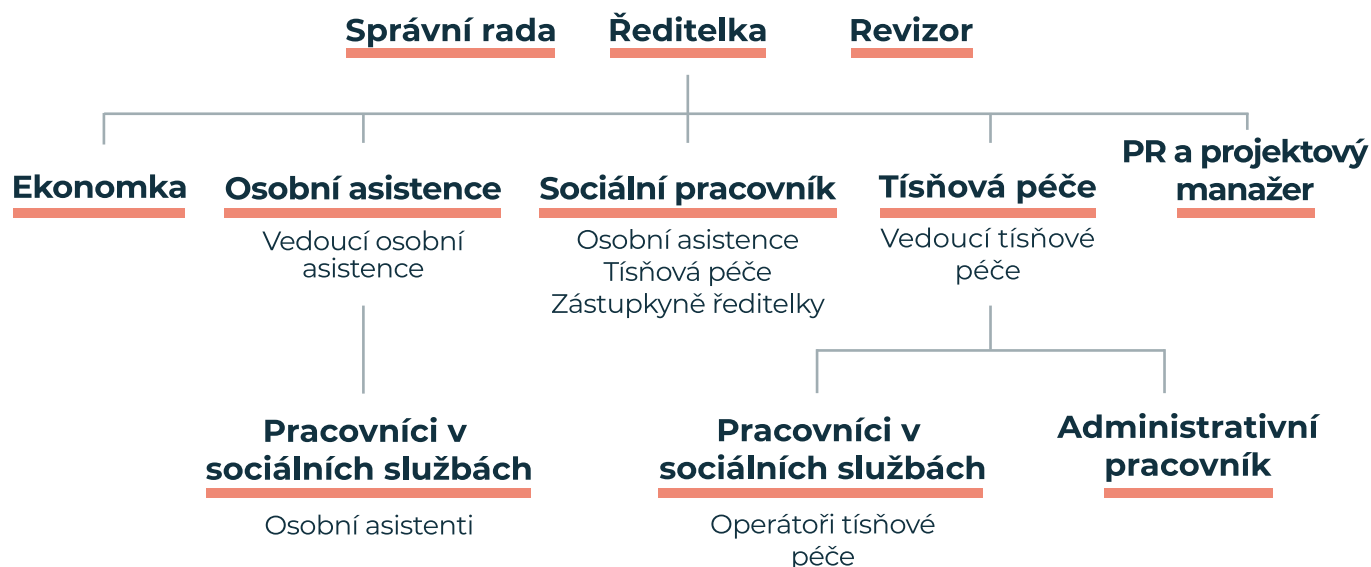 Správní rada
Ředitelka
Revizor
Ekonomka
Osobní asistence
Vedoucí osobní
asistence
Sociální pracovník
Osobní asistence
Tísňová péče
Zástupkyně ředitelky
Tísňová péče
Vedoucí tísňové
péče
PR a projektový
manažer
Pracovníci v
sociálních službách
Osobní asistenti
Pracovníci v
sociálních službách
Operátoři tísňové
péče
Administrativní
pracovník